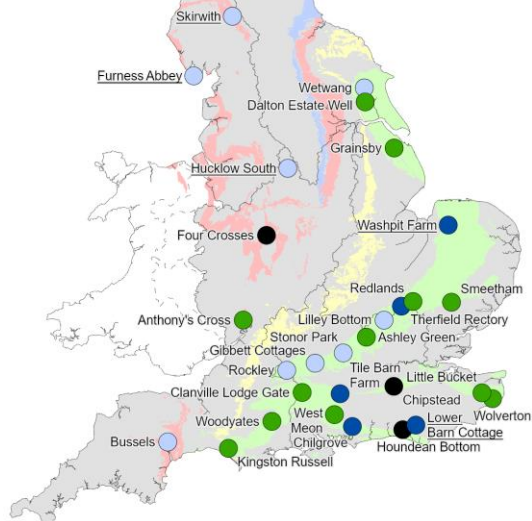 Skirwith
Furness Abbey
Wetwang
Dalton Estate Well
Grainsby
Hucklow South
Washpit Farm
Four Crosses
Redlands
Smeetham
Anthony's Cross
Lilley Bottom
Therfield Rectory
Stonor Park
Ashley Green
Gibbett Cottages
Rockley
Tile Barn
Farm
Little Bucket
Clanville Lodge Gate
Chipstead
West
Meon
Lower
Wolverton
Woodyates
Barn Cottage
Bussels
Chilgrove
Houndean Bottom
Kingston Russell